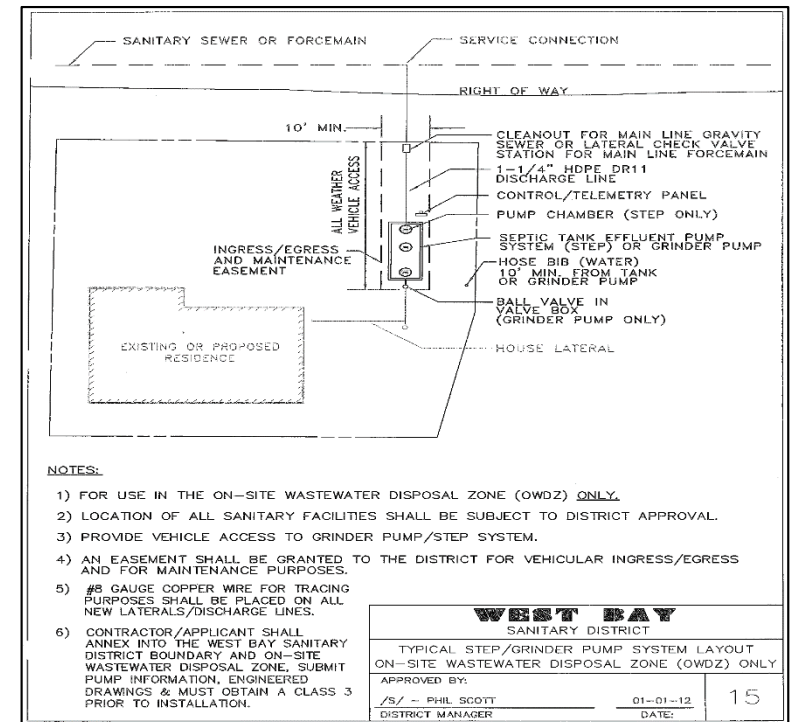 SANITARY SEWER OR FORCEMAIN
SERVICE CONNECTION
RIGHT OF WAY
10' MIN.
CLEANOUT FOR MAIN LINE GRAVITY
SEWER OR LATERAL CHECK VALVE
STATION FOR MAIN LINE FORCEMAIN
1-1/4" HDPE DR11
DISCHARGE LINE
ALL WEATHER
VEHICLE ACCESS
CONTROL/TELEMETRY PANEL
PUMP CHAMBER (STEP ONLY)
SEPTIC TANK EFFLUENT PUMP
SYSTEM (STEP) OR GRINDER PUMP
INGRESS/EGRESS
AND MAINTENANCE
EASEMENT
HOSE BIB (WATER)
10' MIN. FROM TANK
OR GRINDER PUMP
BALL VALVE IN
VALVE BOX
(GRINDER PUMP ONLY)
EXISTING OR PROPOSED
RESIDENCE
HOUSE LATERAL
NOTES:
1) FOR USE IN THE ON-SITE WASTEWATER DISPOSAL ZONE (OWDZ) ONLY.
2) LOCATION OF ALL SANITARY FACILITIES SHALL BE SUBJECT TO DISTRICT APPROVAL.
3) PROVIDE VEHICLE ACCESS TO GRINDER PUMP/STEP SYSTEM.
4) AN EASEMENT SHALL BE GRANTED TO THE DISTRICT FOR VEHICULAR INGRESS/EGRESS
AND FOR MAINTENANCE PURPOSES.
5) #8 GAUGE COPPER WIRE FOR TRACING
PURPOSES SHALL BE PLACED ON ALL
NEW LATERALS/DISCHARGE LINES.
6) CONTRACTOR/APPLICANT SHALL
ANNEX INTO THE WEST BAY SANITARY
DISTRICT BOUNDARY AND ON-SITE
WASTEWATER DISPOSAL ZONE, SUBMIT
PUMP INFORMATION, ENGINEERED
DRAWINGS & MUST OBTAIN A CLASS 3
PRIOR TO INSTALLATION.
WEST BAY
SANITARY DISTRICT
TYPICAL STEP/GRINDER PUMP SYSTEM LAYOUT
ON-SITE WASTEWATER DISPOSAL ZONE (OWDZ) ONLY
APPROVED BY:
/S/ - PHIL SCOTT 01-01-12
DISTRICT MANAGER DATE:
15